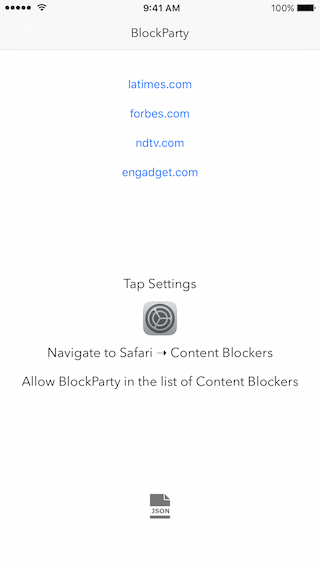 9:41 AM
100%
BlockParty
latimes.com
forbes.com
ndtv.com
engadget.com
Tap Settings
Navigate to Safari → Content Blockers
Allow BlockParty in the list of Content Blockers
JSON